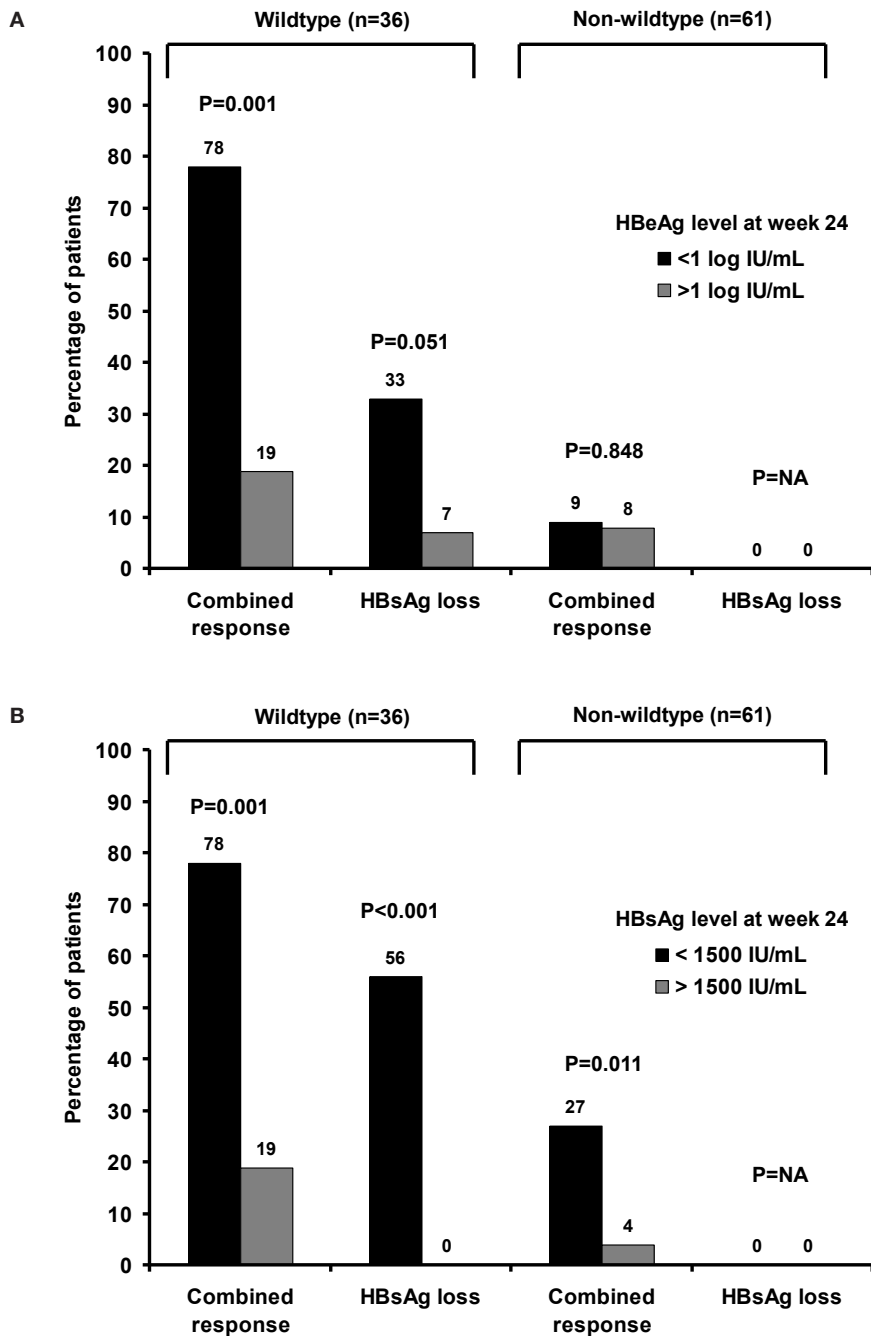 A
Wildtype (n=36)
Non-wildtype (n=61)
Percentage of patients
100
90
80
70
60
50
40
30
20
10
0
P=0.001
78
19
P=0.051
33
7
P=0.848
9
8
P=NA
0
0
HBeAg level at week 24
<1 log IU/mL
>1 log IU/mL
Combined
response
HBsAg loss
Combined
response
HBsAg loss
B
Wildtype (n=36)
Non-wildtype (n=61)
Percentage of patients
100
90
80
70
60
50
40
30
20
10
0
P=0.001
78
19
P<0.001
56
0
P=0.011
27
4
P=NA
0
0
HBsAg level at week 24
< 1500 IU/mL
> 1500 IU/mL
Combined
response
HBsAg loss
Combined
response
HBsAg loss